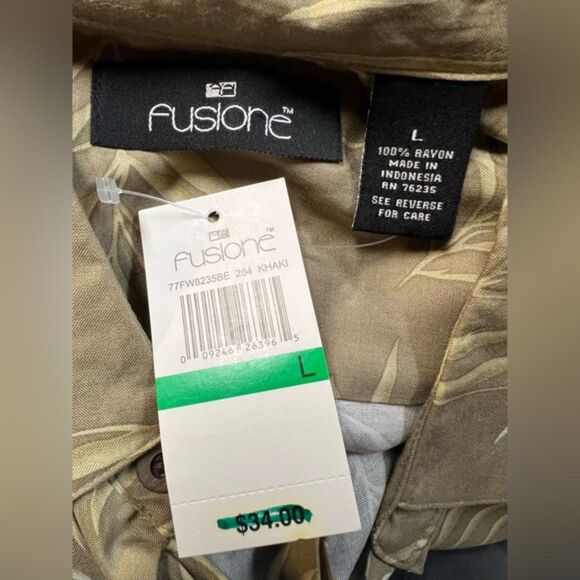 fusione™
L
100% RAYON
MADE IN
INDONESIA
RN 76235
SEE REVERSE
FOR CARE
fusione™
77FW8235BE 284 KHAKI
0 09246 26396 5
L
$34.00